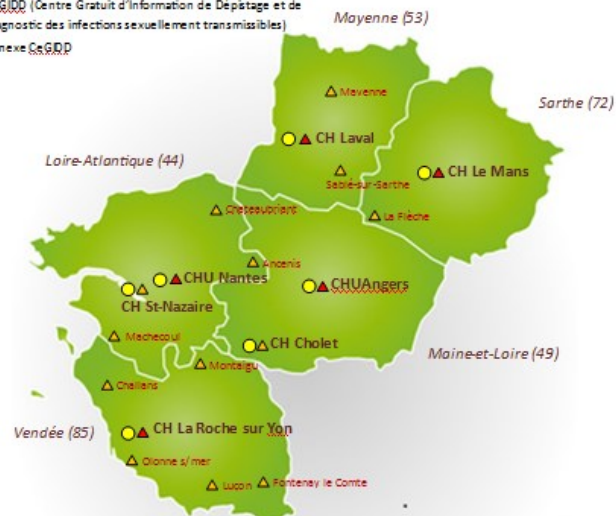 GIDD (Centre Gratuit d'Information de Dépistage et de
gnostic des infections sexuellement transmissibles)
nexe CeGIDD
Mayenne (53)
Sarthe (72)
Loire-Atlantique (44)
Mayenne
CH Laval
CH Le Mans
Sablé-sur-Sarthe
Chateaubriant
La Flèche
Ancenis
CHU Nantes
CHUAngers
CH St-Nazaire
Machecoul
CH Cholet
Maine-et-Loire (49)
Montaigu
Challans
Vendée (85)
CH La Roche sur Yon
Olonne s/mer
Luçon
Fontenay le Comte